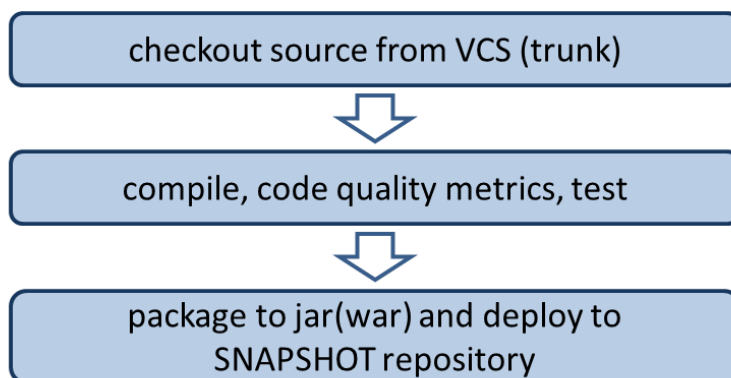 checkout source from VCS (trunk)
compile, code quality metrics, test
package to jar(war) and deploy to
SNAPSHOT repository